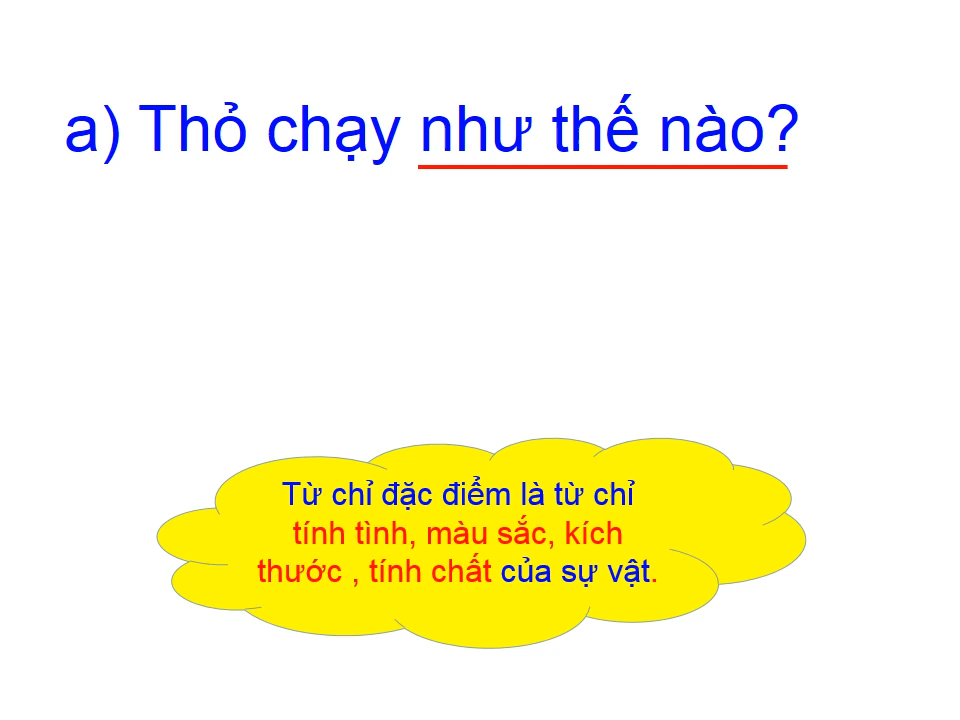 a) Thỏ chạy như thế nào?
Từ chỉ đặc điểm là từ chỉ
tính tình, màu sắc, kích
thước , tính chất của sự vật.